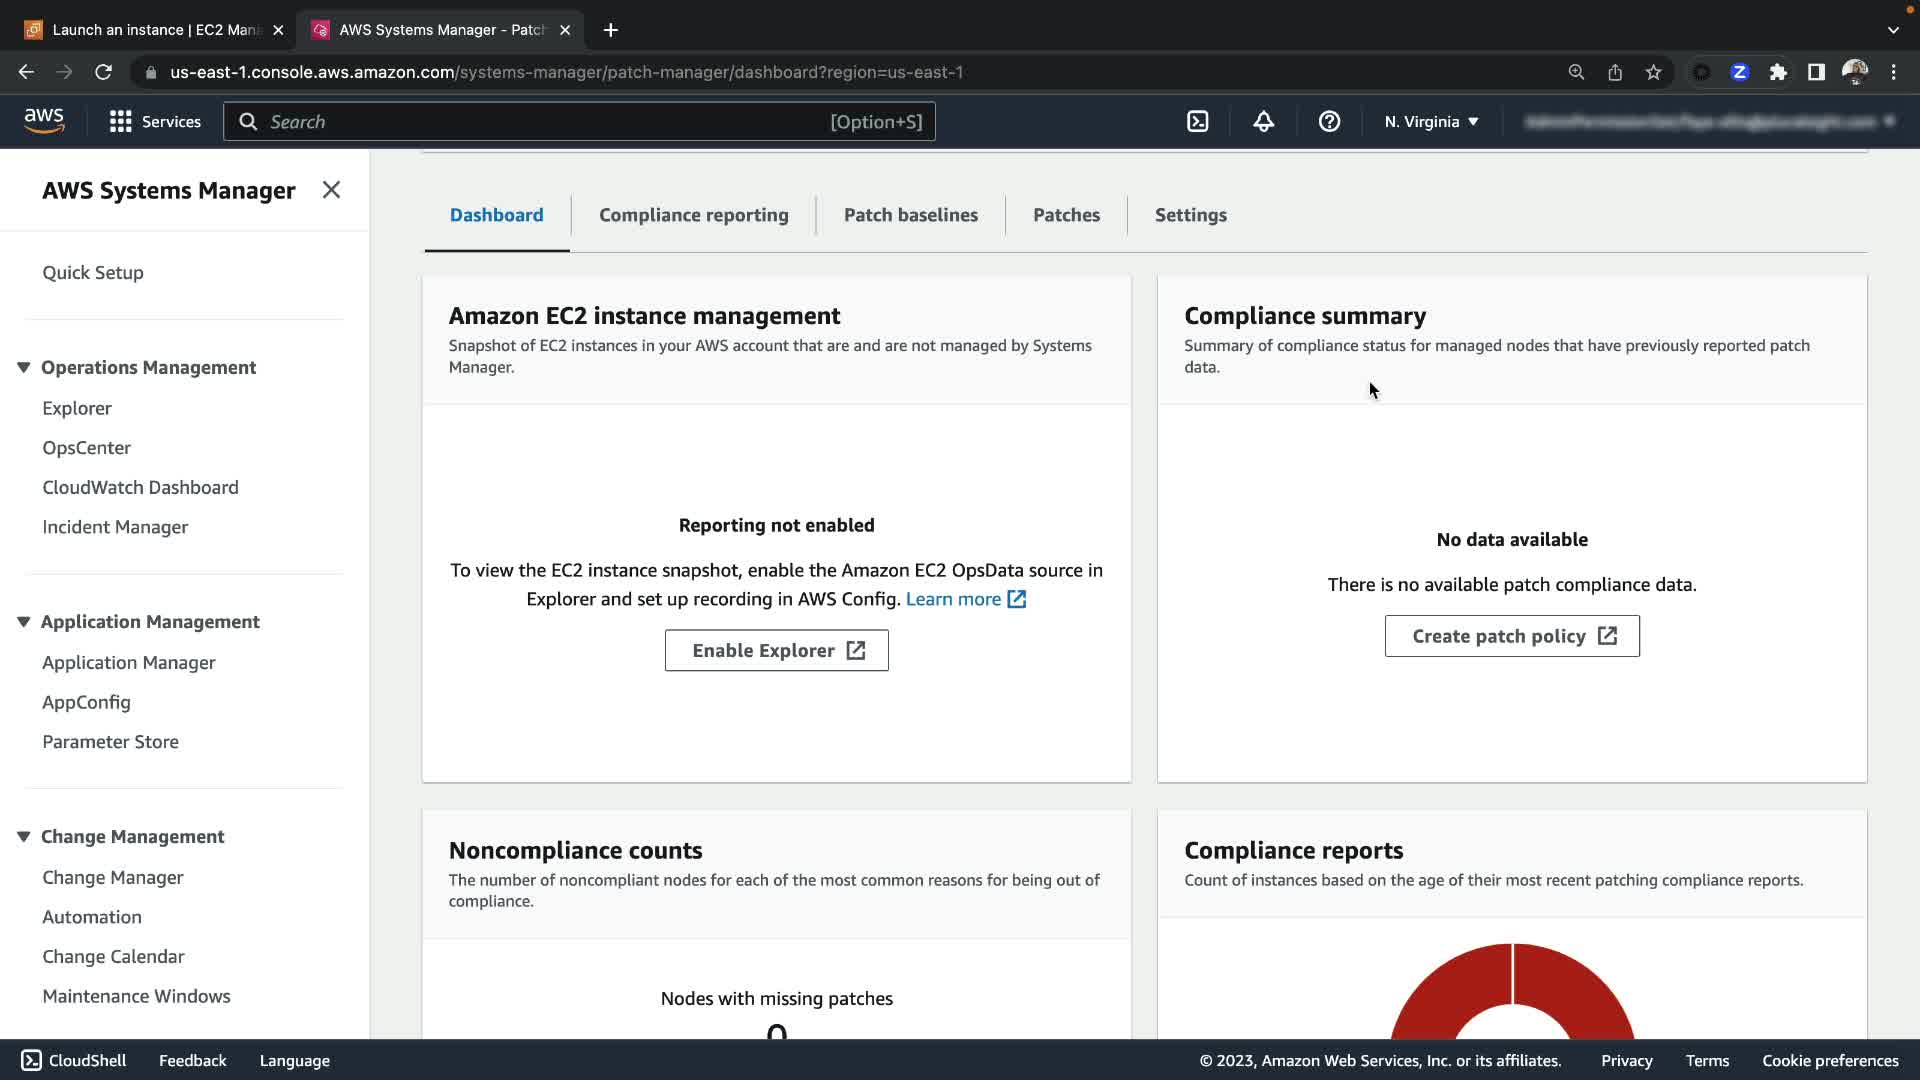 Launch an instance | EC2 Man
AWS Systems Manager - Patch
us-east-1.console.aws.amazon.com/systems-manager/patch-manager/dashboard?region=us-east-1
Z
aws
Services
Search
[Option+S]
N. Virginia
AWS Systems Manager
Quick Setup
Operations Management
Explorer
OpsCenter
CloudWatch Dashboard
Incident Manager
Application Management
Application Manager
AppConfig
Parameter Store
Change Management
Change Manager
Automation
Change Calendar
Maintenance Windows
Dashboard
Compliance reporting
Patch baselines
Patches
Settings
Amazon EC2 instance management
Snapshot of EC2 instances in your AWS account that are and are not managed by Systems
Manager.
Reporting not enabled
To view the EC2 instance snapshot, enable the Amazon EC2 OpsData source in
Explorer and set up recording in AWS Config. Learn more
Enable Explorer
Compliance summary
Summary of compliance status for managed nodes that have previously reported patch
data.
No data available
There is no available patch compliance data.
Create patch policy
Noncompliance counts
The number of noncompliant nodes for each of the most common reasons for being out of
compliance.
Nodes with missing patches
0
Compliance reports
Count of instances based on the age of their most recent patching compliance reports.
CloudShell
Feedback
Language
© 2023, Amazon Web Services, Inc. or its affiliates.
Privacy
Terms
Cookie preferences